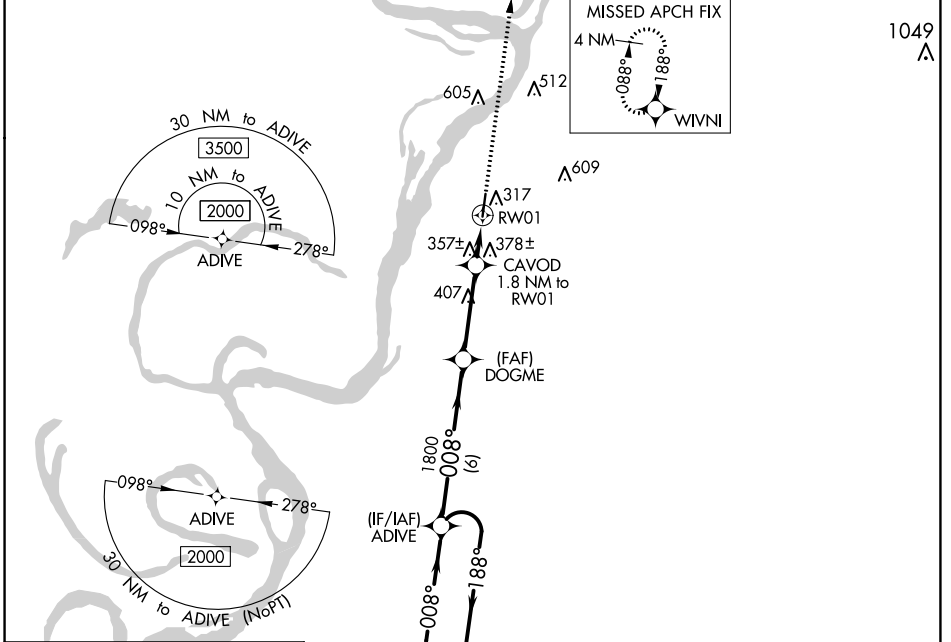 MISSED APCH FIX
4 NM
088°
188°
WIVNI
1049
605
512
30 NM to ADIVE
3500
10 NM to ADIVE
2000
098°
278°
ADIVE
609
317
RW01
357±
378±
CAVOD
1.8 NM to
RW01
407
(FAF)
DOGME
1800
008°
(6)
098°
278°
ADIVE
2000
30 NM to ADIVE (NoPT)
(IF/IAF)
ADIVE
188°
008°